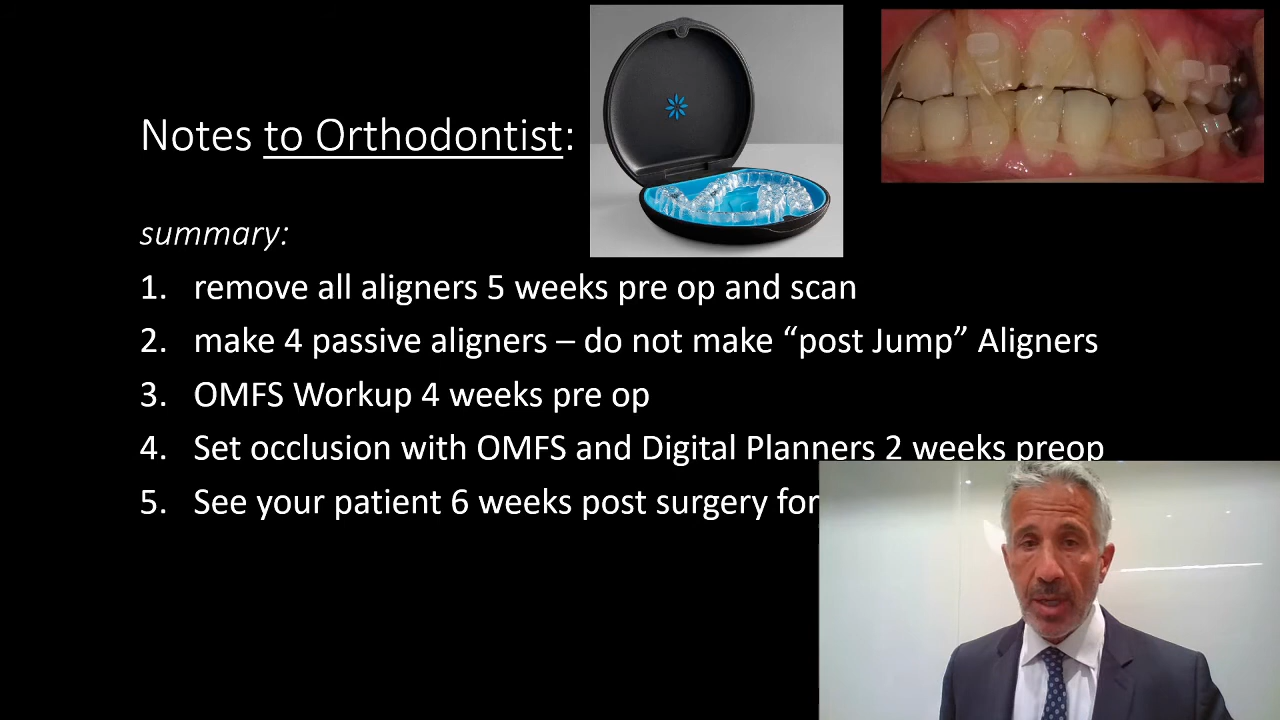 Notes to Orthodontist:
summary:
1. remove all aligners 5 weeks pre op and scan
2. make 4 passive aligners – do not make “post Jump” Aligners
3. OMFS Workup 4 weeks pre op
4. Set occlusion with OMFS and Digital Planners 2 weeks preop
5. See your patient 6 weeks post surgery for